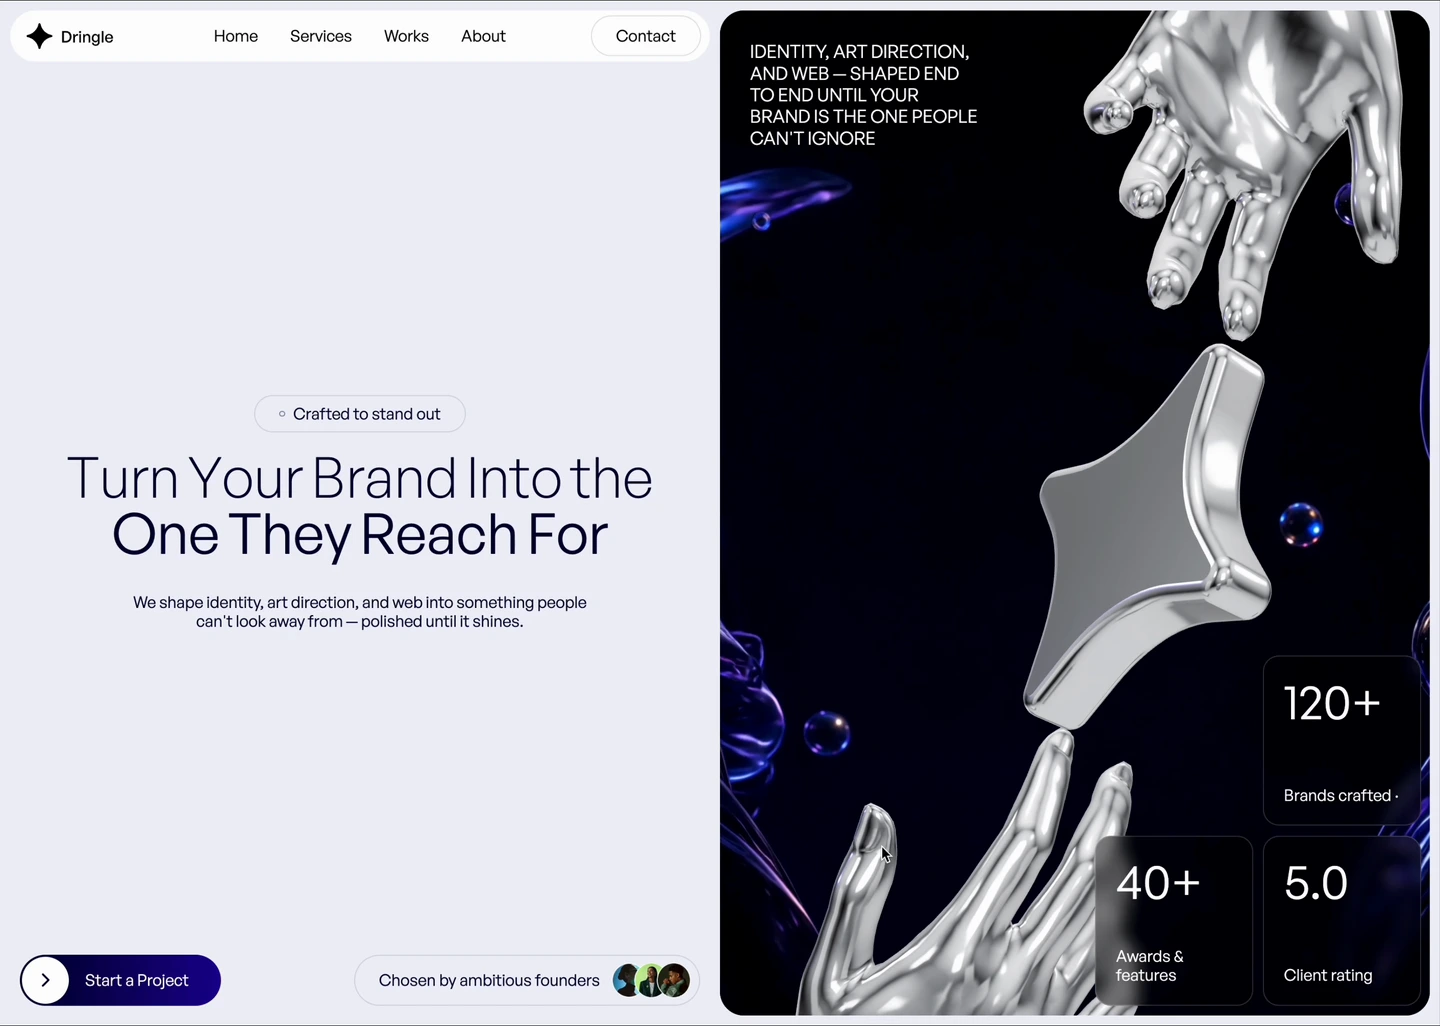 Dringle
Home
Services
Works
About
Contact
Crafted to stand out
Turn Your Brand Into the
One They Reach For
We shape identity, art direction, and web into something people
can't look away from — polished until it shines.
Start a Project
Chosen by ambitious founders
IDENTITY, ART DIRECTION,
AND WEB — SHAPED END
TO END UNTIL YOUR
BRAND IS THE ONE PEOPLE
CAN'T IGNORE
120+
Brands crafted ·
40+
Awards &
features
5.0
Client rating